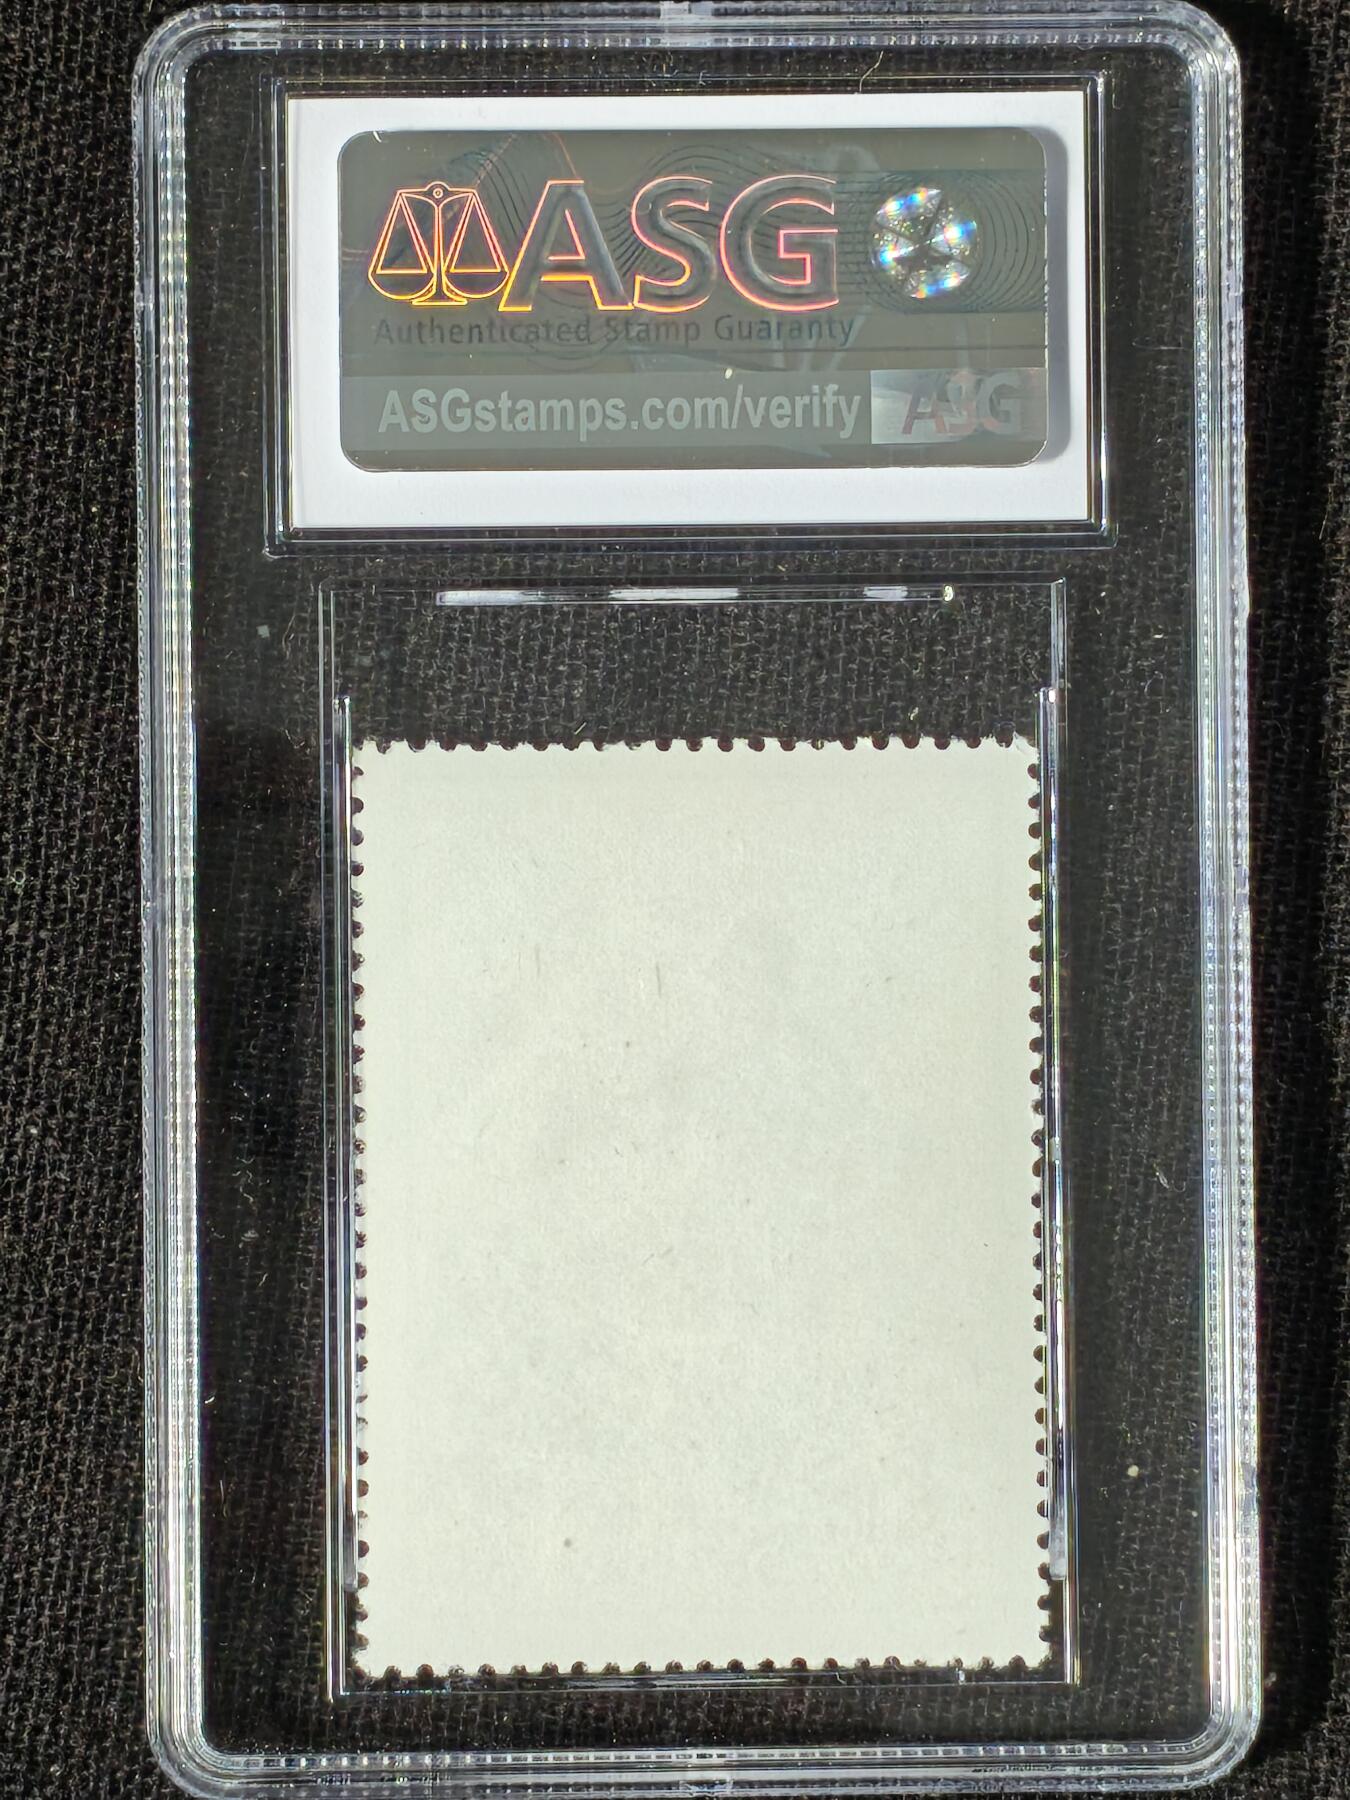 ASG
Authenticated Stamp Guaranty
ASGstamps.com/verify ASG